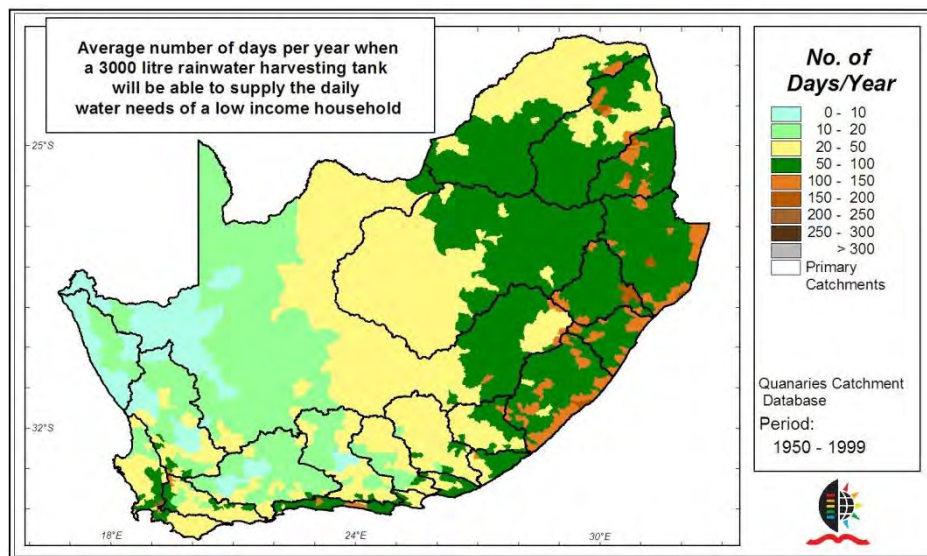 Average number of days per year when
a 3000 litre rainwater harvesting tank
will be able to supply the daily
water needs of a low income household
No. of
Days/Year
0 - 10
10 - 20
20 - 50
50 - 100
100 - 150
150 - 200
200 - 250
250 - 300
> 300
Primary
Catchments
Quanaries Catchment
Database
Period:
1950 - 1999
25°S
32°S
18°E
24°E
30°E